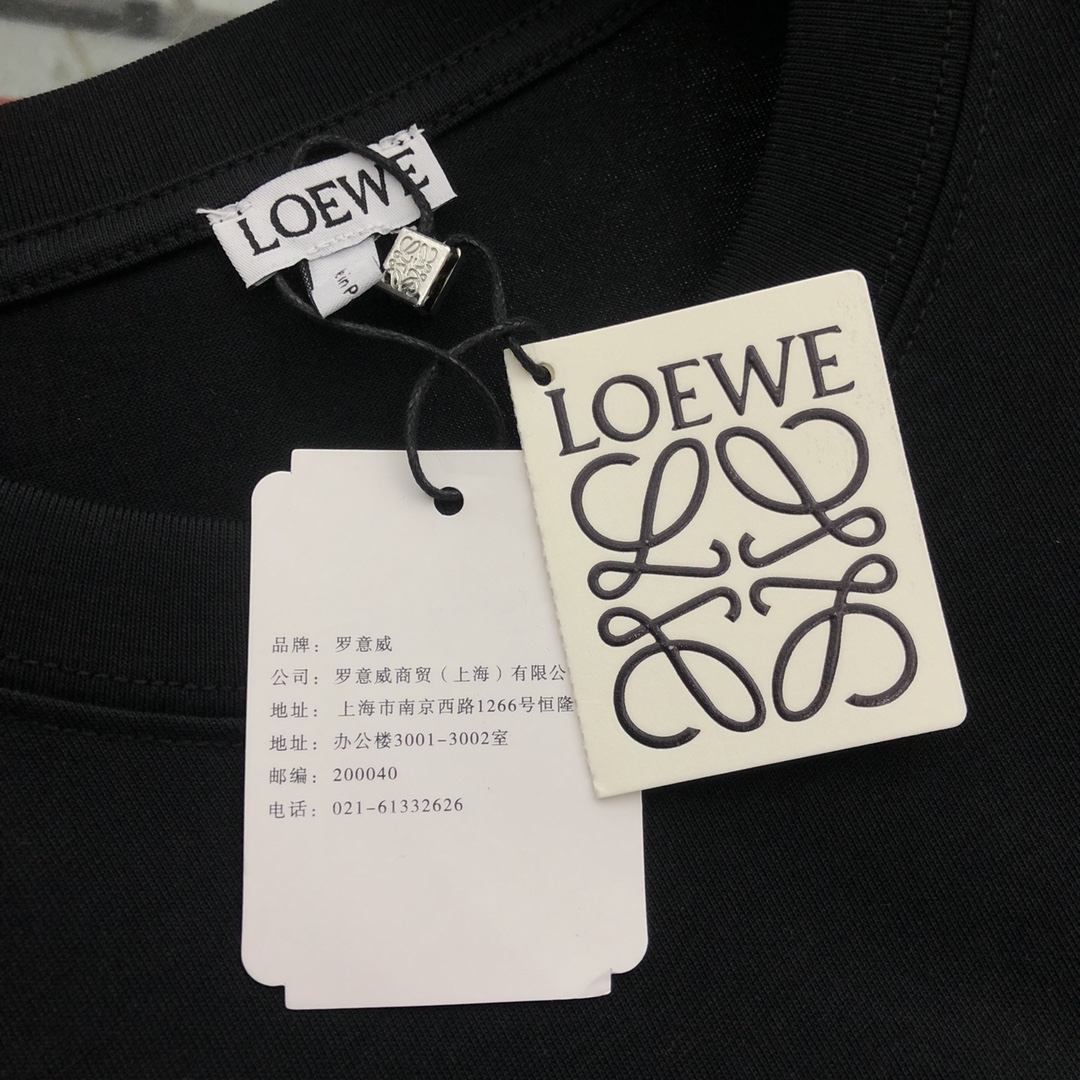 LOEWE
LOEWE
品牌：罗意威
公司：罗意威商贸（上海）有限公
地址：上海市南京西路1266号恒隆
地址：办公楼3001-3002室
邮编：200040
电话：021-61332626